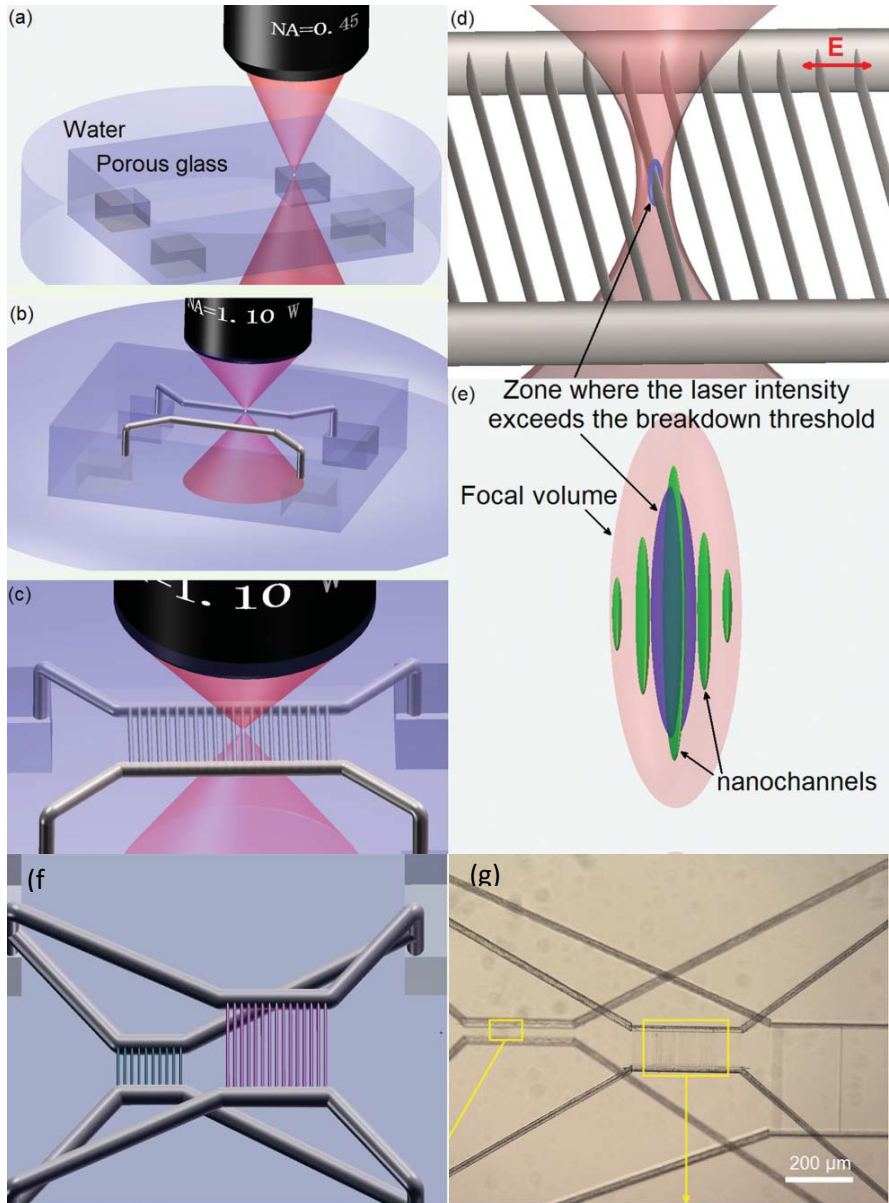 (a)
NA=0. 45
Water
Porous glass
(b)
NA=1. 10 W
(c)
1. 10 W
(d)
E
Zone where the laser intensity
exceeds the breakdown threshold
(e)
Focal volume
nanochannels
(f
(g)
200 μm